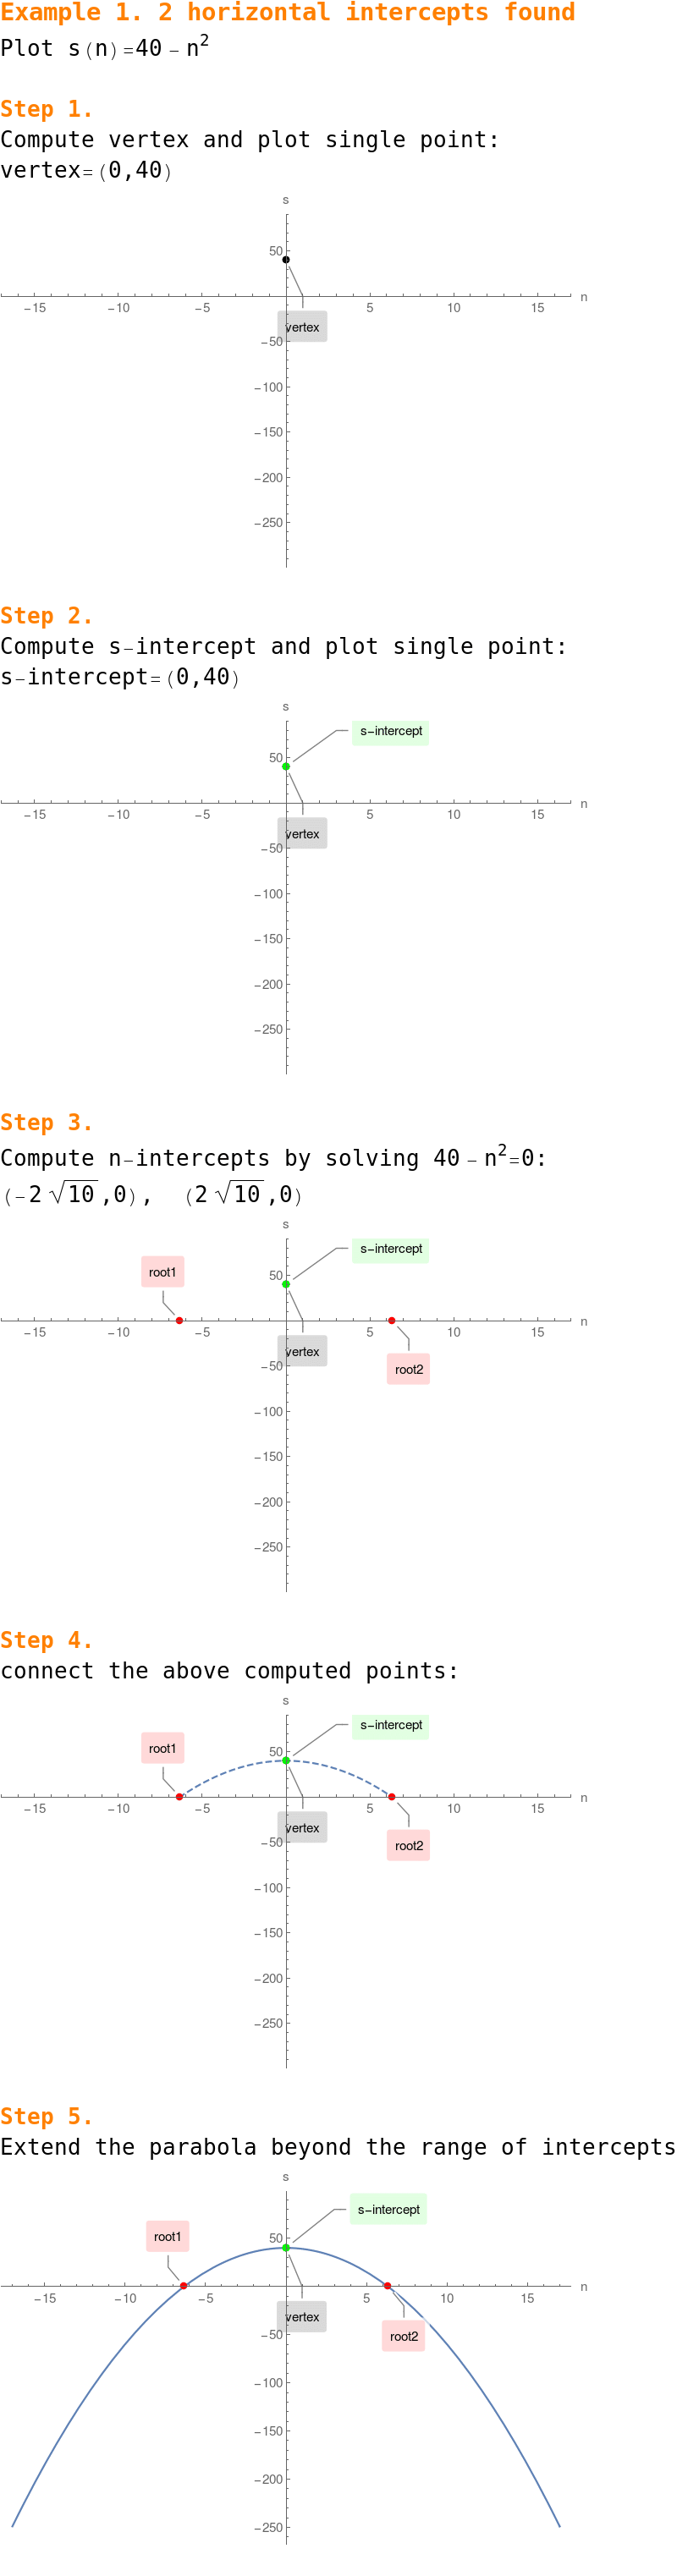 Example 1. 2 horizontal intercepts found
Plot s(n)=40 - n²
Step 1.
Compute vertex and plot single point:
vertex=(0,40)
s
50
−15 −10 −5 5 10 15 n
vertex
−50
−100
−150
−200
−250
Step 2.
Compute s-intercept and plot single point:
s-intercept=(0,40)
s
s−intercept
50
−15 −10 −5 5 10 15 n
vertex
−50
−100
−150
−200
−250
Step 3.
Compute n-intercepts by solving 40 - n²=0:
(-2 √10,0), (2 √10,0)
s
s−intercept
root1
50
−15 −10 −5 5 10 15 n
vertex
−50
root2
−100
−150
−200
−250
Step 4.
connect the above computed points:
s
s−intercept
root1
50
−15 −10 −5 5 10 15 n
vertex
−50
root2
−100
−150
−200
−250
Step 5.
Extend the parabola beyond the range of intercepts
s
s−intercept
root1
50
−15 −10 −5 5 10 15 n
vertex
−50
root2
−100
−150
−200
−250